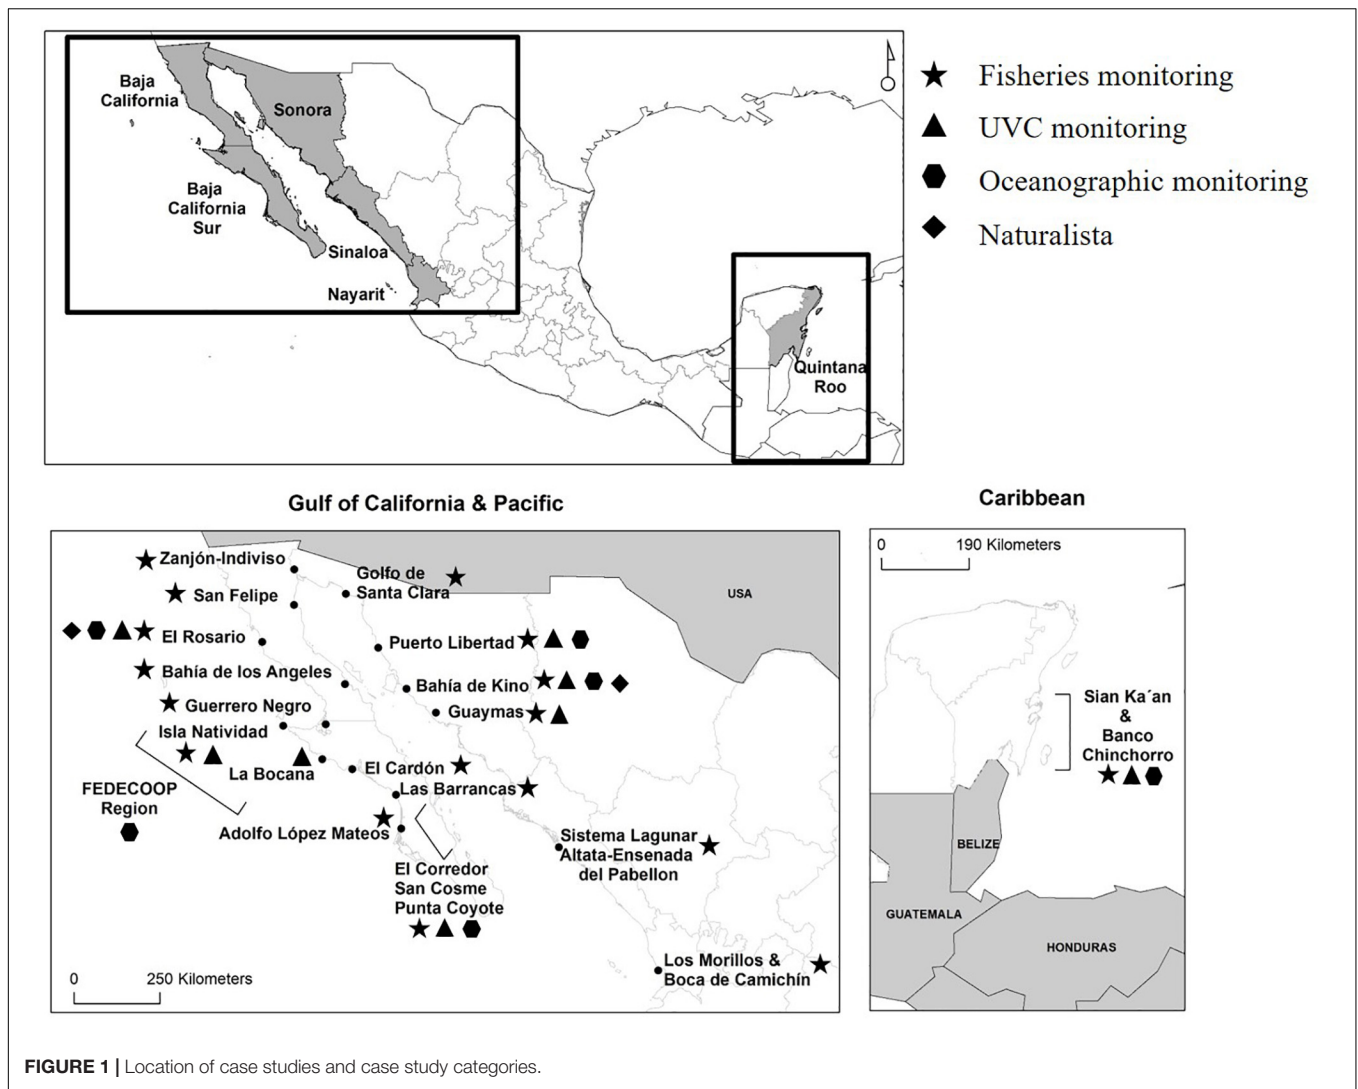 Baja
California
Sonora
Baja
California
Sur
Sinaloa
Nayarit
Quintana
Roo
Fisheries monitoring
UVC monitoring
Oceanographic monitoring
Naturalista
Gulf of California & Pacific
Zanjón-Indiviso
Golfo de
Santa Clara
USA
San Felipe
El Rosario
Puerto Libertad
Bahía de los Angeles
Bahía de Kino
Guerrero Negro
Guaymas
Isla Natividad
La Bocana
El Cardón
FEDECOOP
Region
Las Barrancas
Adolfo López Mateos
Sistema Lagunar
Altata-Ensenada
del Pabellon
El Corredor
San Cosme
Punta Coyote
Los Morillos &
Boca de Camichín
0 250 Kilometers
Caribbean
0 190 Kilometers
Sian Ka´an
&
Banco
Chinchorro
BELIZE
GUATEMALA
HONDURAS
FIGURE 1 | Location of case studies and case study categories.